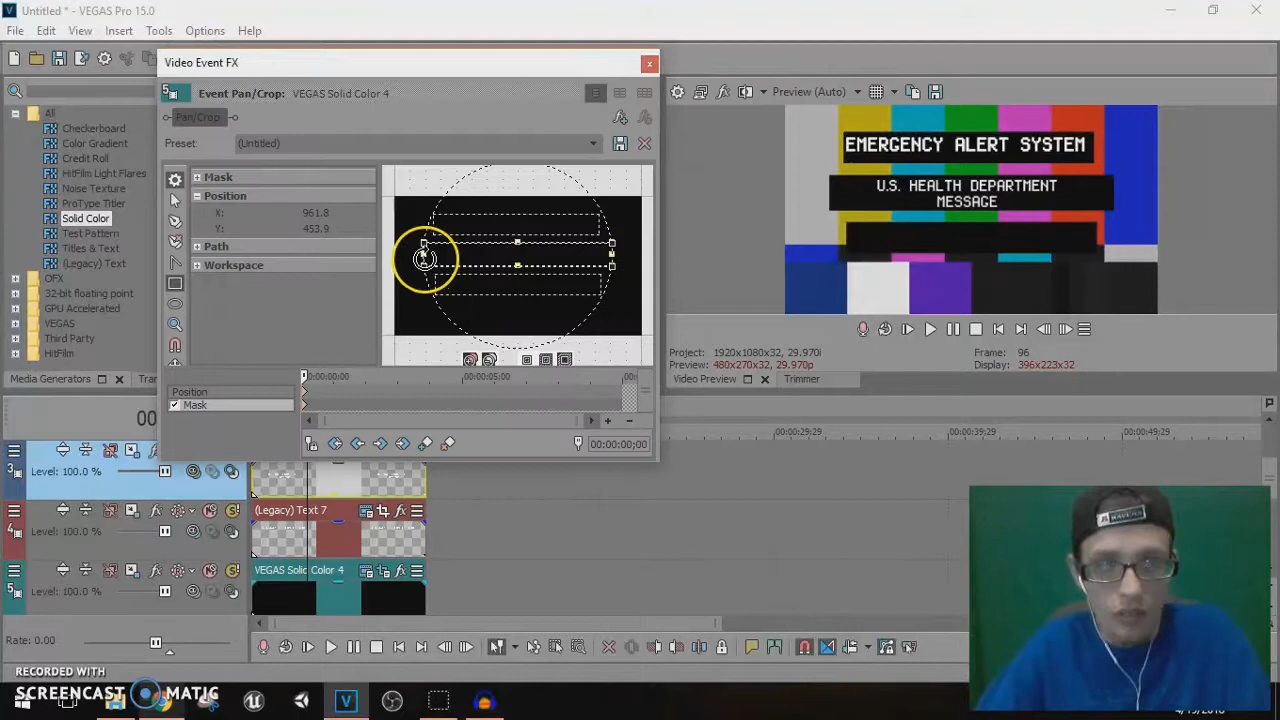 Untitled * - VEGAS Pro 15.0
File Edit View Insert Tools Options Help
Video Event FX
Event Pan/Crop: VEGAS Solid Color 4
Pan/Crop
Preset: (Untitled)
Mask
Position
X: 961.8
Y: 453.9
Path
Workspace
Position
Mask
00:00:00;00
00:00:05;00
00:00:00;00
All
Checkerboard
Color Gradient
Credit Roll
HitFilm Light Flares
Noise Texture
ProType Titler
Solid Color
Test Pattern
Titles & Text
(Legacy) Text
OFX
32-bit floating point
GPU Accelerated
VEGAS
Third Party
HitFilm
Media Generators
Preview (Auto)
EMERGENCY ALERT SYSTEM
U.S. HEALTH DEPARTMENT
MESSAGE
Project: 1920x1080x32, 29.970i
Frame: 96
Preview: 480x270x32, 29.970p
Display: 396x223x32
Video Preview
Trimmer
00:00:29;29
00:00:39;29
00:00:49;29
3
Level: 100.0 %
4
Level: 100.0 %
(Legacy) Text 7
5
Level: 100.0 %
VEGAS Solid Color 4
Rate: 0.00
RECORDED WITH
SCREENCAST MATIC